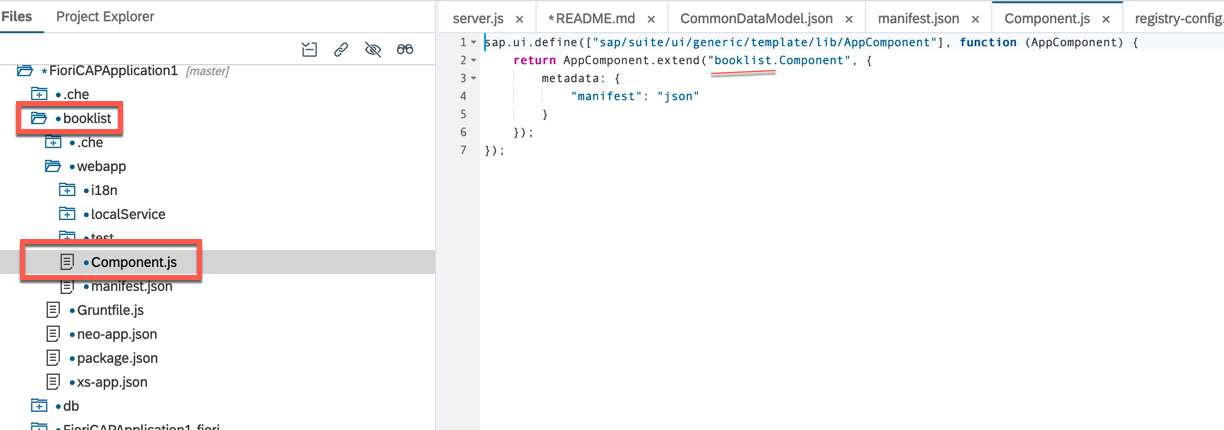 Files Project Explorer
*FioriCAPApplication1 [master]
.che
booklist
.che
webapp
i18n
localService
test
Component.js
manifest.json
Gruntfile.js
neo-app.json
package.json
xs-app.json
db
FioriCAPApplication1-fiori
server.js × *README.md × CommonDataModel.json × manifest.json × Component.js × registry-config.
1 sap.ui.define(["sap/suite/ui/generic/template/lib/AppComponent"], function (AppComponent) {
2 return AppComponent.extend("booklist.Component", {
3 metadata: {
4 "manifest": "json"
5 }
6 });
7 });